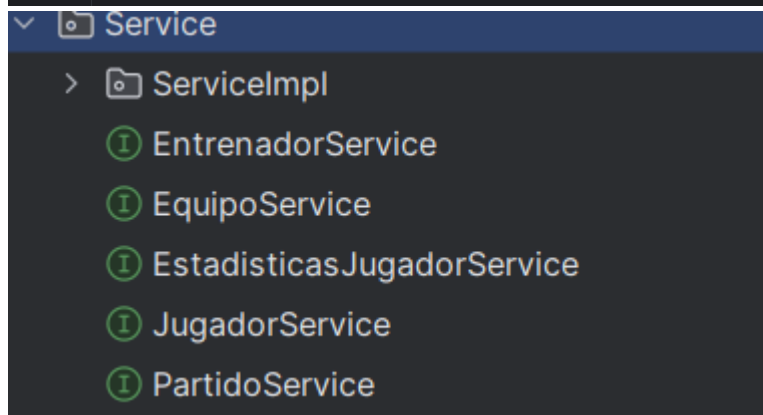 Service
ServiceImpl
EntrenadorService
EquipoService
EstadisticasJugadorService
JugadorService
PartidoService